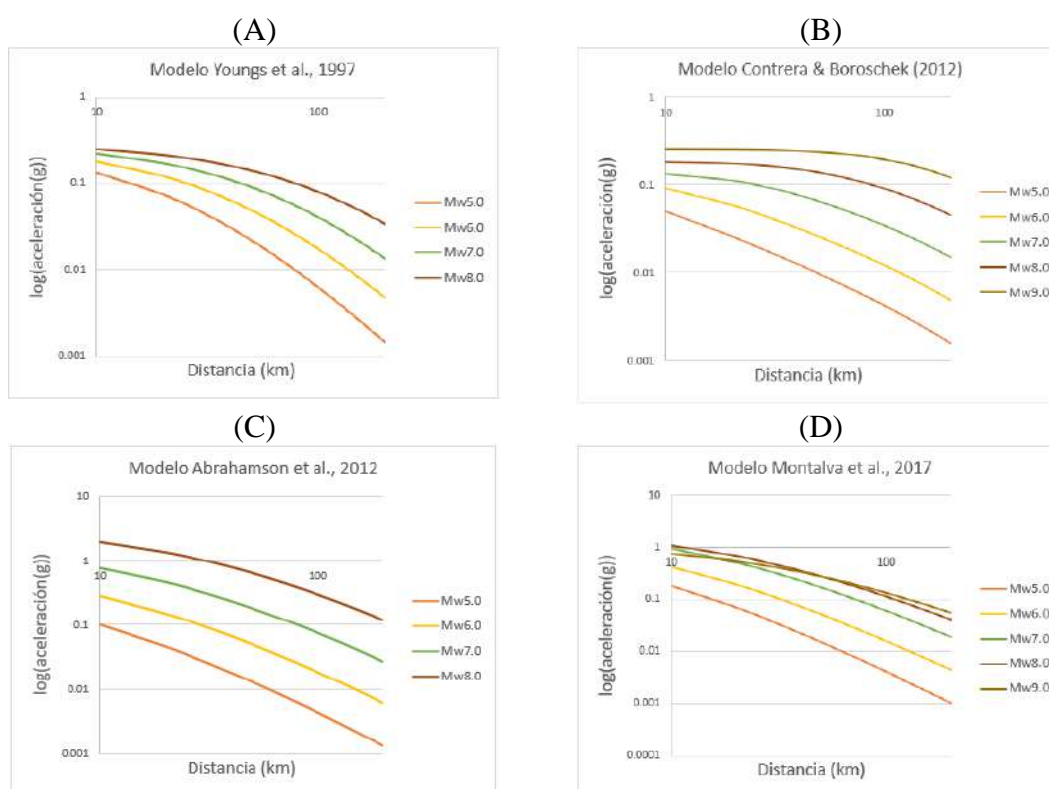 (A)
Modelo Youngs et al., 1997
1
10
100
0.1
0.01
0.001
log(aceleración(g))
Distancia (km)
Mw5.0
Mw6.0
Mw7.0
Mw8.0
(B)
Modelo Contrera & Boroschek (2012)
1
10
100
0.1
0.01
0.001
log(aceleración(g))
Distancia (km)
Mw5.0
Mw6.0
Mw7.0
Mw8.0
Mw9.0
(C)
Modelo Abrahamson et al., 2012
10
1
10
100
0.1
0.01
0.001
log(aceleración(g))
Distancia (km)
Mw5.0
Mw6.0
Mw7.0
Mw8.0
(D)
Modelo Montalva et al., 2017
10
1
10
100
0.1
0.01
0.001
0.0001
log(aceleración(g))
Distancia (km)
Mw5.0
Mw6.0
Mw7.0
Mw8.0
Mw9.0